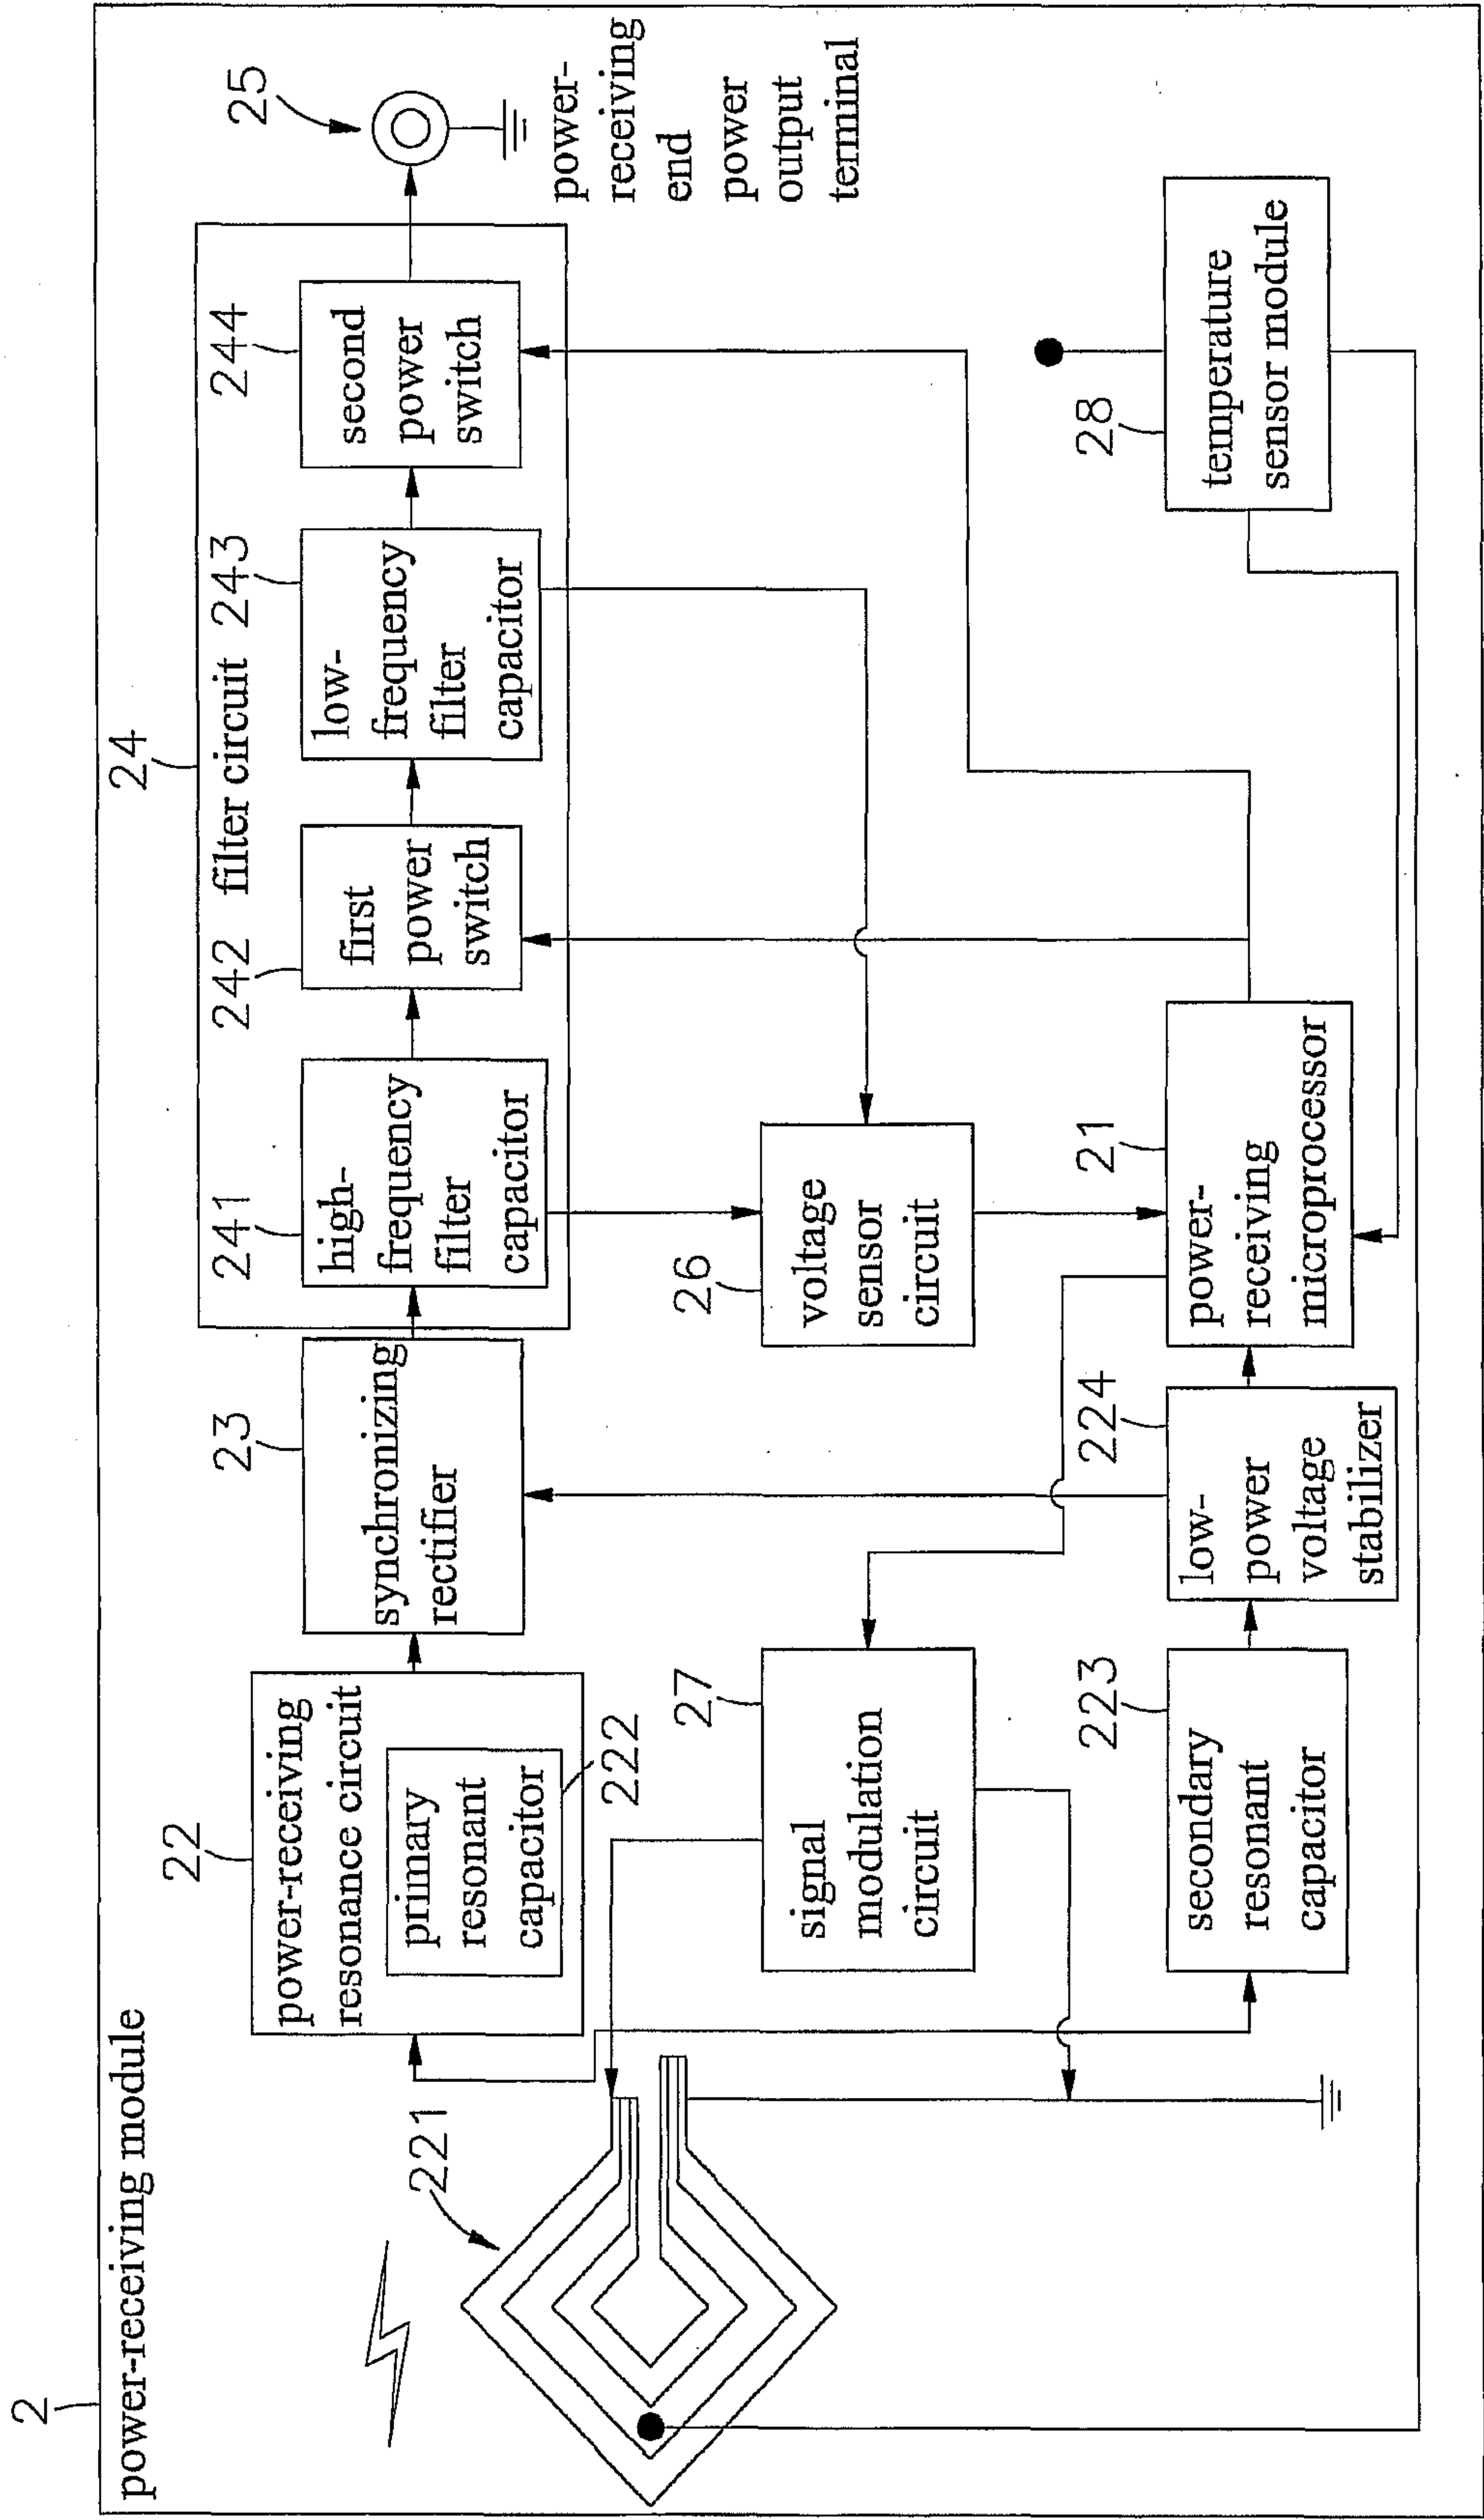 2
power-receiving module
22
power-receiving
resonance circuit
primary
resonant
capacitor
222
221
23
synchronizing
rectifier
24
filter circuit
241
high-
frequency
filter
capacitor
242
first
power
switch
243
low-
frequency
filter
capacitor
244
second
power
switch
25
power-
receiving
end
power
output
terminal
27
signal
modulation
circuit
26
voltage
sensor
circuit
223
secondary
resonant
capacitor
224
low-
power
voltage
stabilizer
21
power-
receiving
microprocessor
28
temperature
sensor module